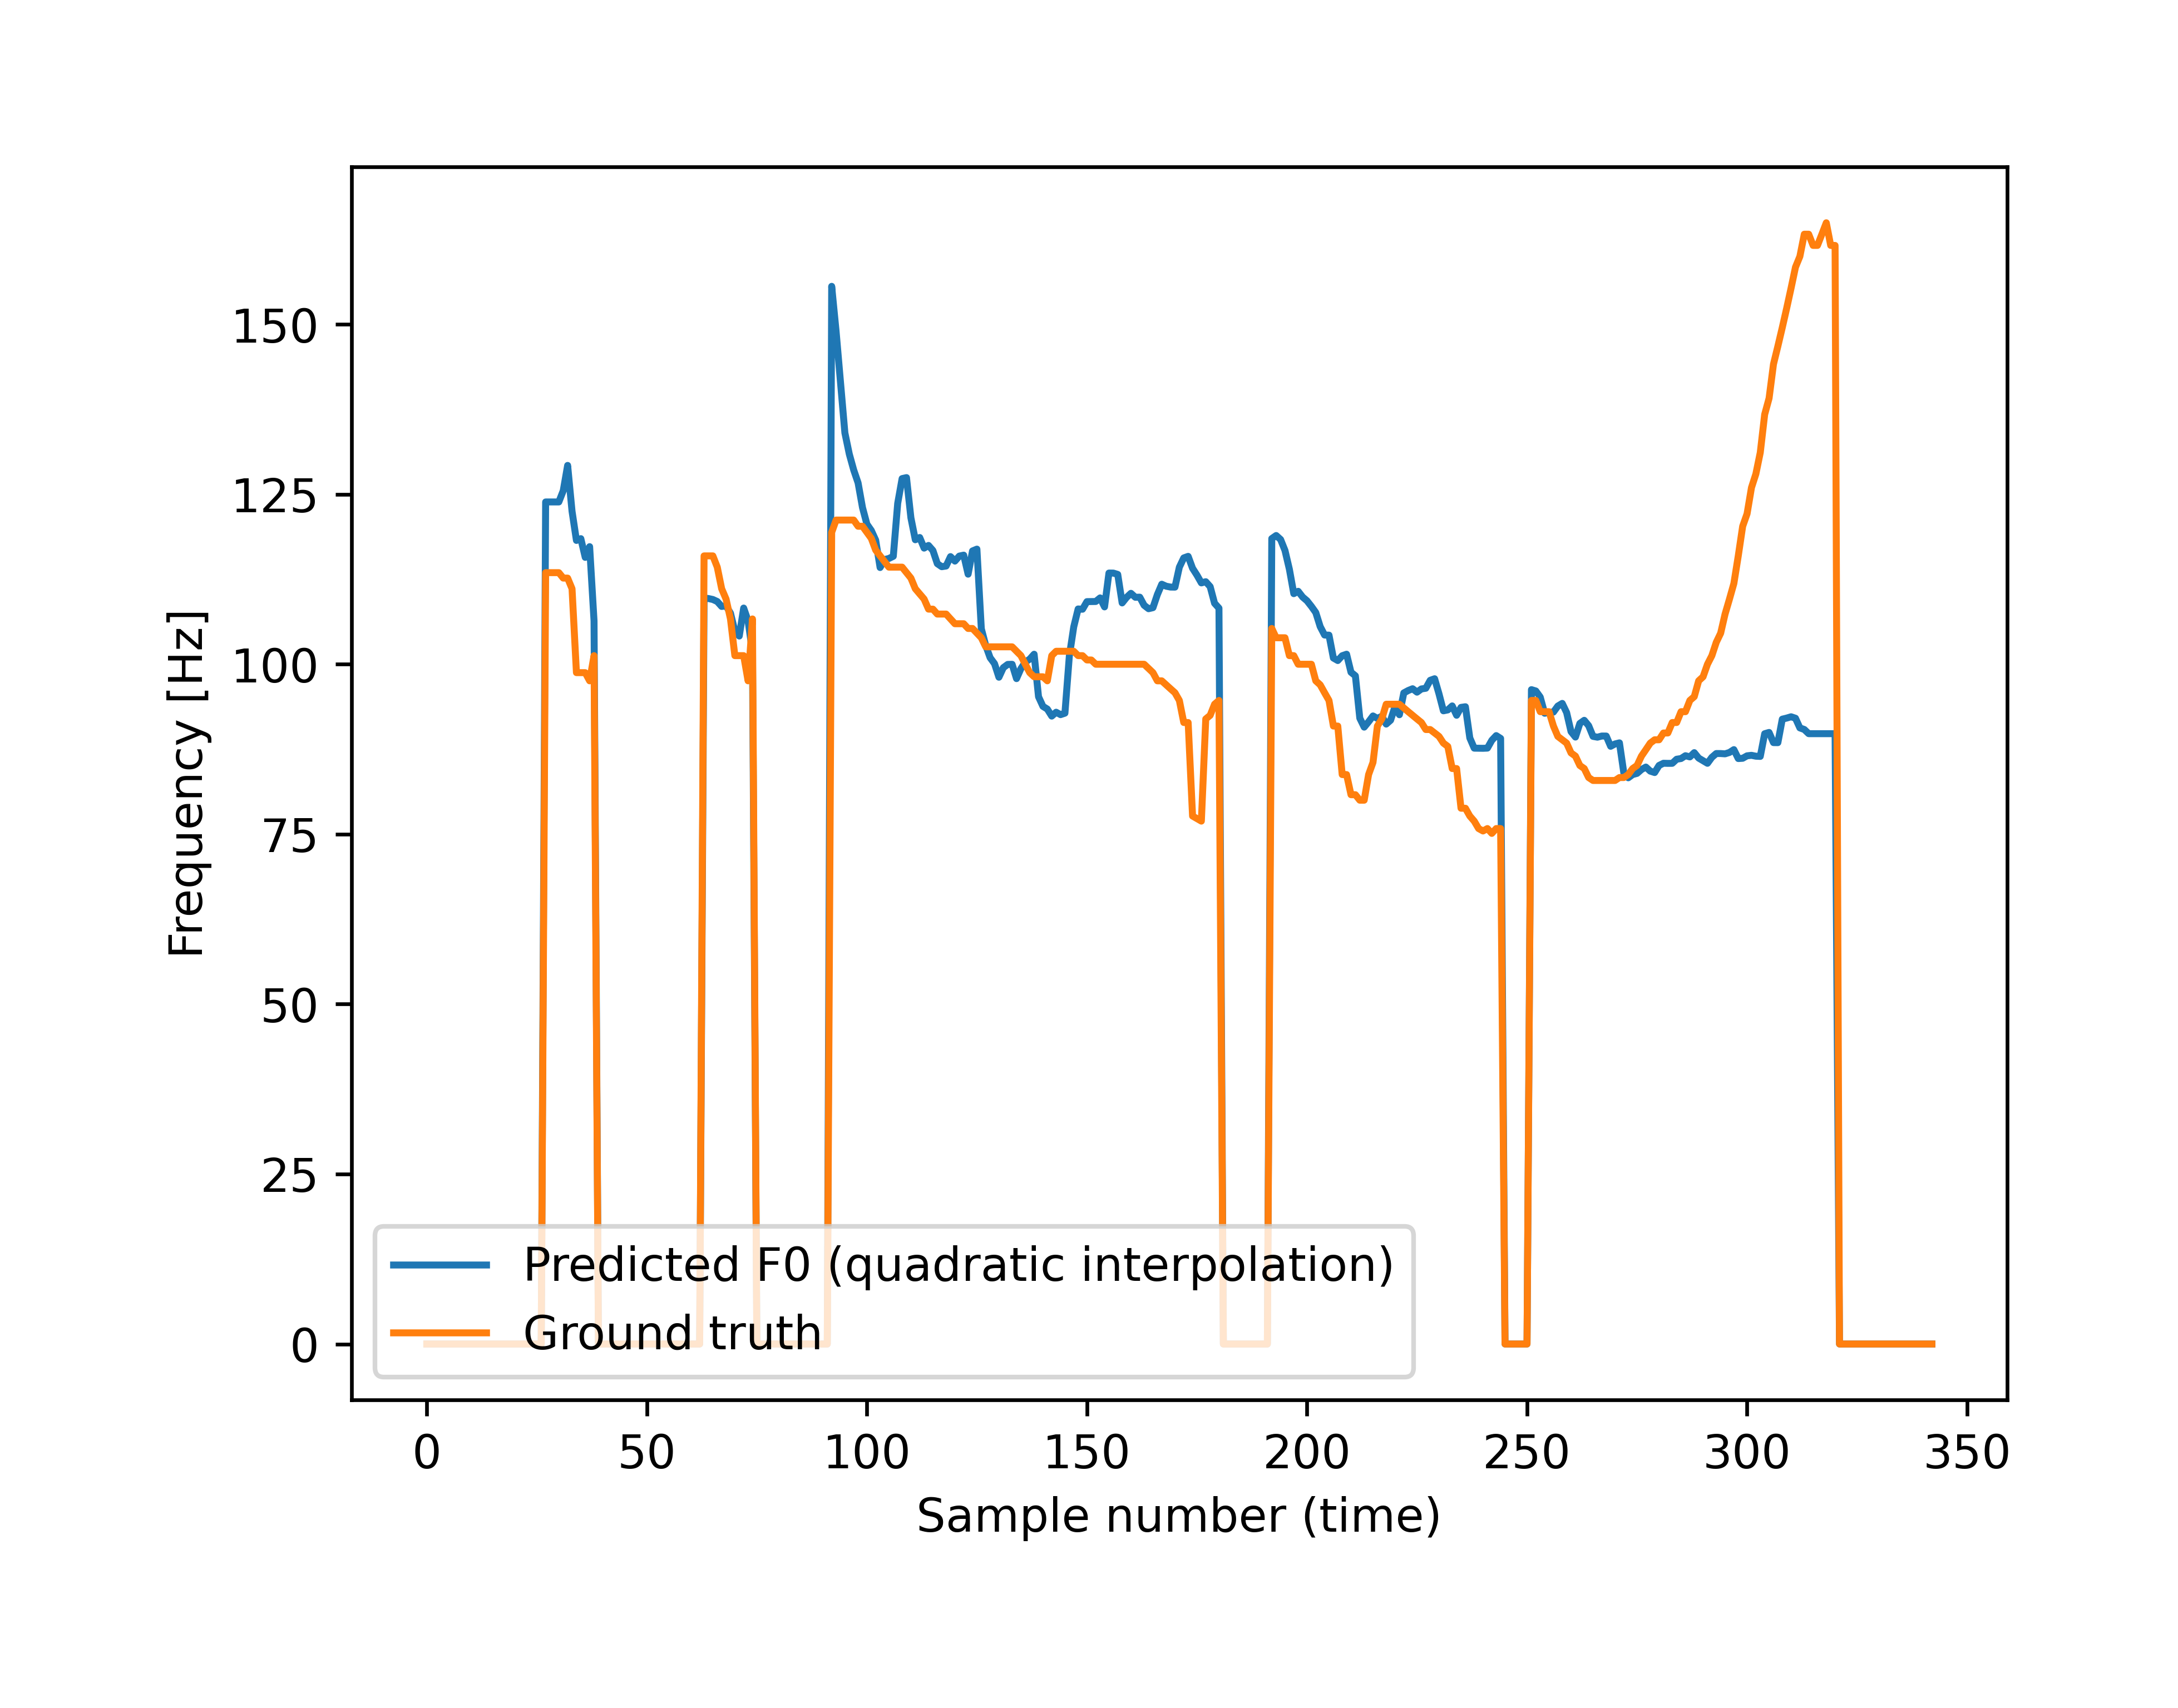 150
125
100
75
50
25
0
Frequency [Hz]
Predicted F0 (quadratic interpolation)
Ground truth
0 50 100 150 200 250 300 350
Sample number (time)